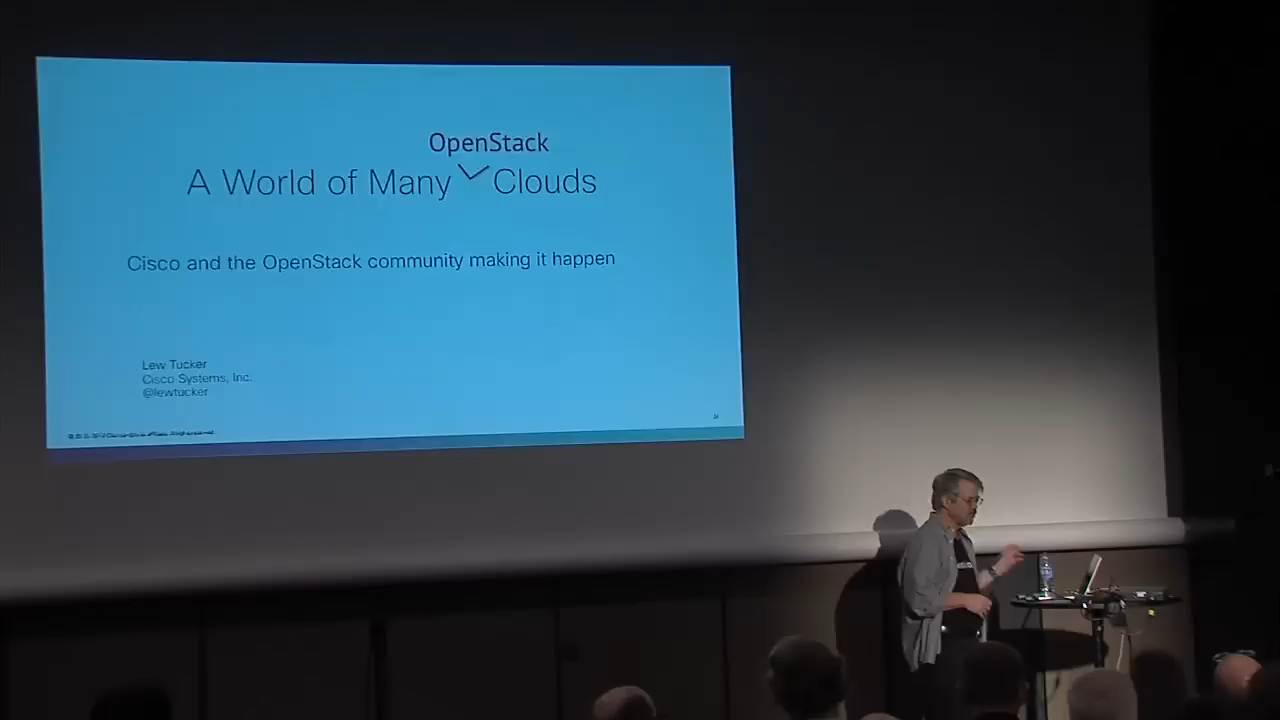 OpenStack
A World of Many Clouds
Cisco and the OpenStack community making it happen
Lew Tucker
Cisco Systems, Inc.
@lewtucker